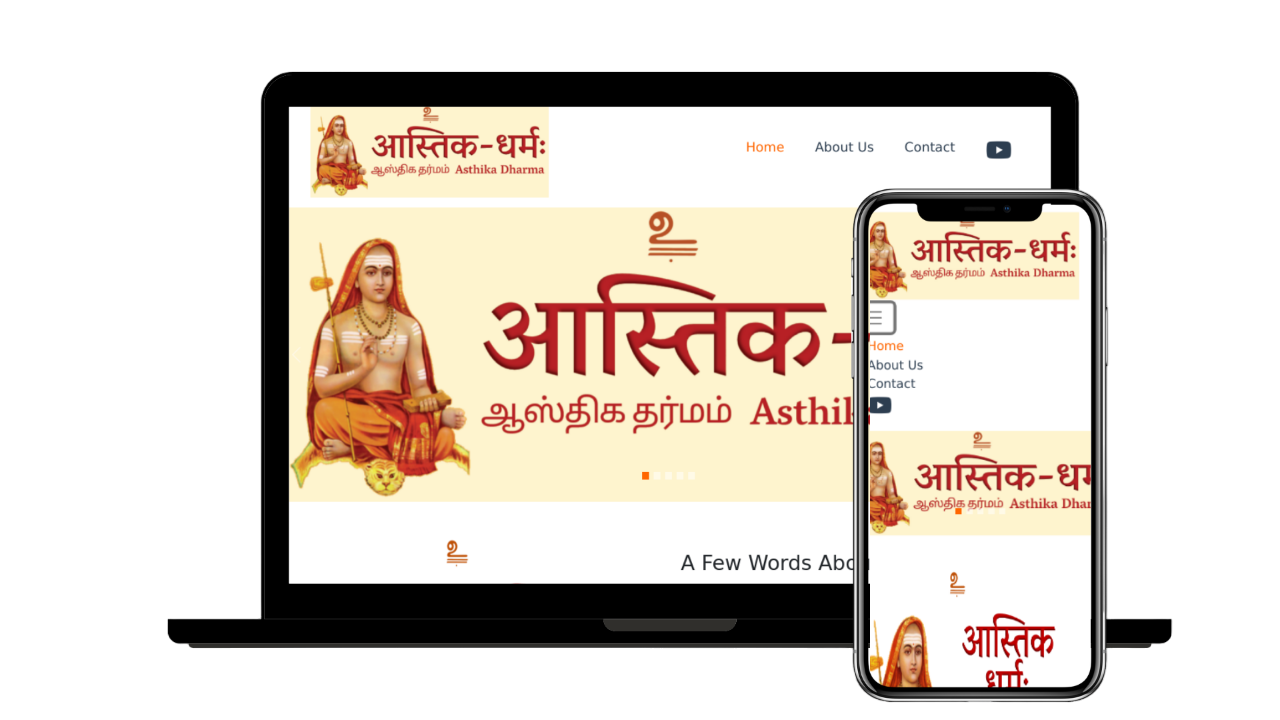 உ
आस्तिक-धर्मः
ஆஸ்திக தர்மம் Asthika Dharma
Home About Us Contact
உ
आस्तिक-
ஆஸ்திக தர்மம் Asthik
உ
A Few Words Abo
आस्तिक-धर्मः
ஆஸ்திக தர்மம் Asthika Dharma
Home
About Us
Contact
உ
आस्तिक-धर्म
ஆஸ்திக தர்மம் Asthika Dhar
உ
आस्तिक
धर्मः